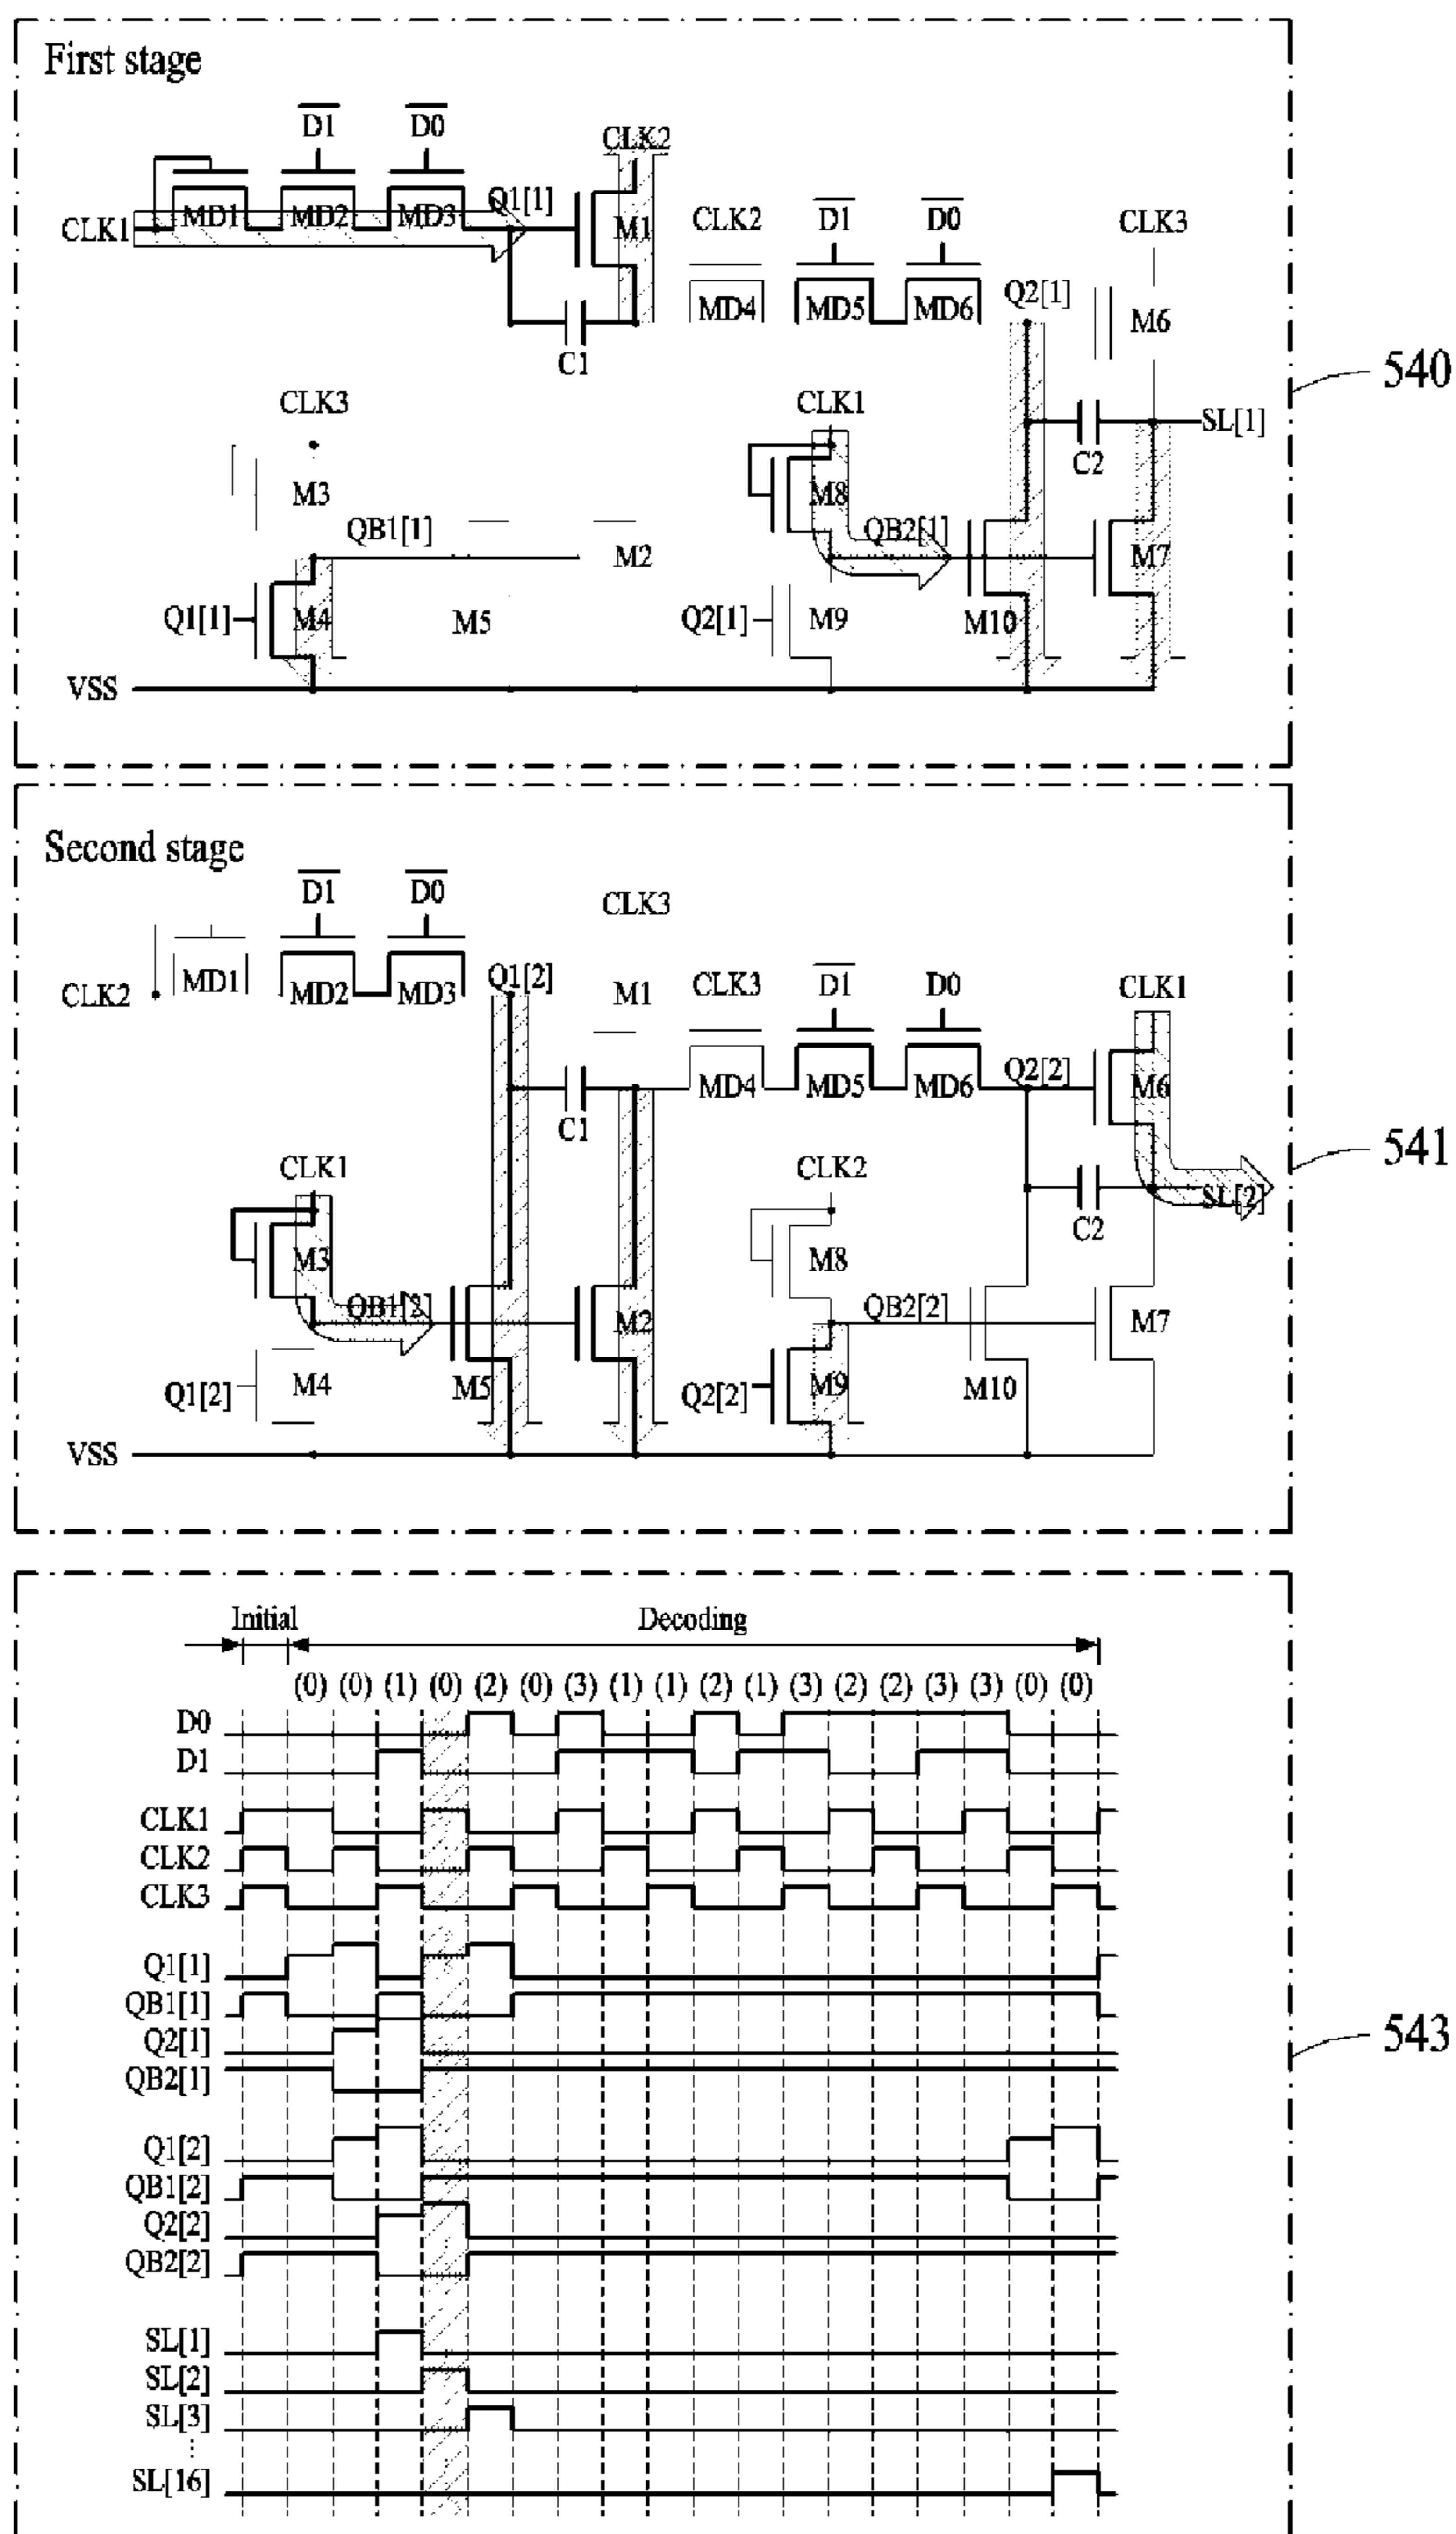 First stage
D̅1̅ D̅0̅ CLK2
CLK1 MD1 MD2 MD3 Q1[1] M1
CLK2 D̅1̅ D̅0̅ CLK3
MD4 MD5 MD6 Q2[1] M6
C1
540
CLK3 CLK1 SL[1]
C2
M3 M8
QB1[1] M2 QB2[1] M7
Q1[1] M4 M5 Q2[1] M9 M10
VSS
Second stage
D̅1̅ D̅0̅ CLK3
CLK2 MD1 MD2 MD3 Q1[2] M1 CLK3 D̅1̅ D0 CLK1
MD4 MD5 MD6 Q2[2] M6
C1
541
CLK1 CLK2 SL[2]
C2
M3 M8
QB1[2] M2 QB2[2] M7
Q1[2] M4 M5 Q2[2] M9 M10
VSS
Initial Decoding
(0) (0) (1) (0) (2) (0) (3) (1) (1) (2) (1) (3) (2) (2) (3) (3) (0) (0)
D0
D1
CLK1
CLK2
CLK3
Q1[1]
QB1[1]
Q2[1]
543
QB2[1]
Q1[2]
QB1[2]
Q2[2]
QB2[2]
SL[1]
SL[2]
SL[3]
⋮
SL[16]